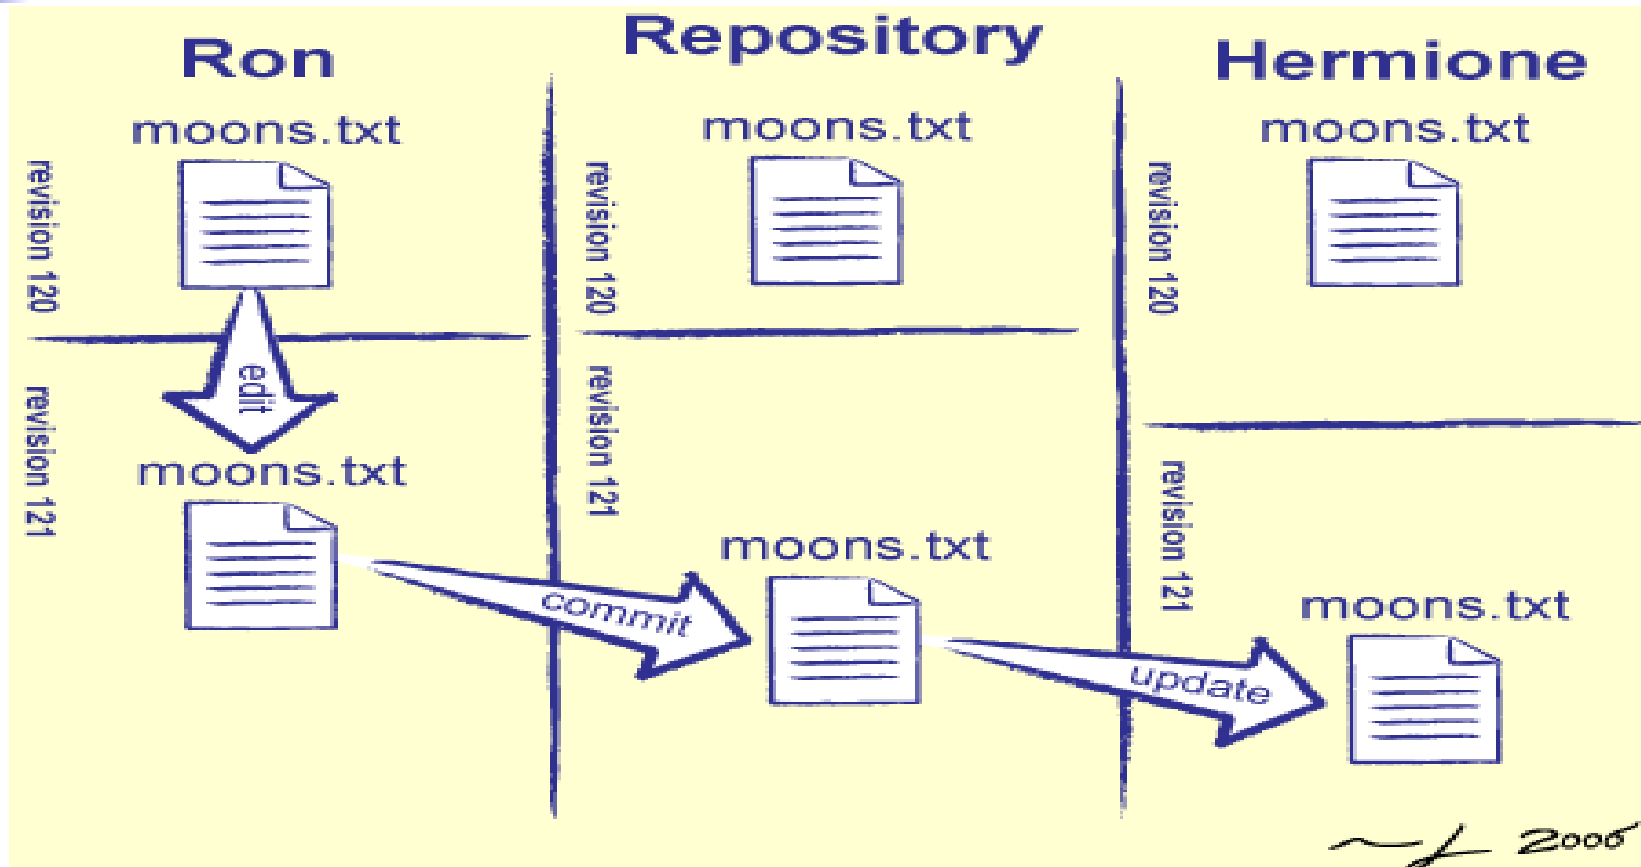 Ron
Repository
Hermione
moons.txt
moons.txt
moons.txt
revision 120
revision 120
revision 120
edit
revision 121
revision 121
revision 121
moons.txt
moons.txt
moons.txt
commit
update
2006